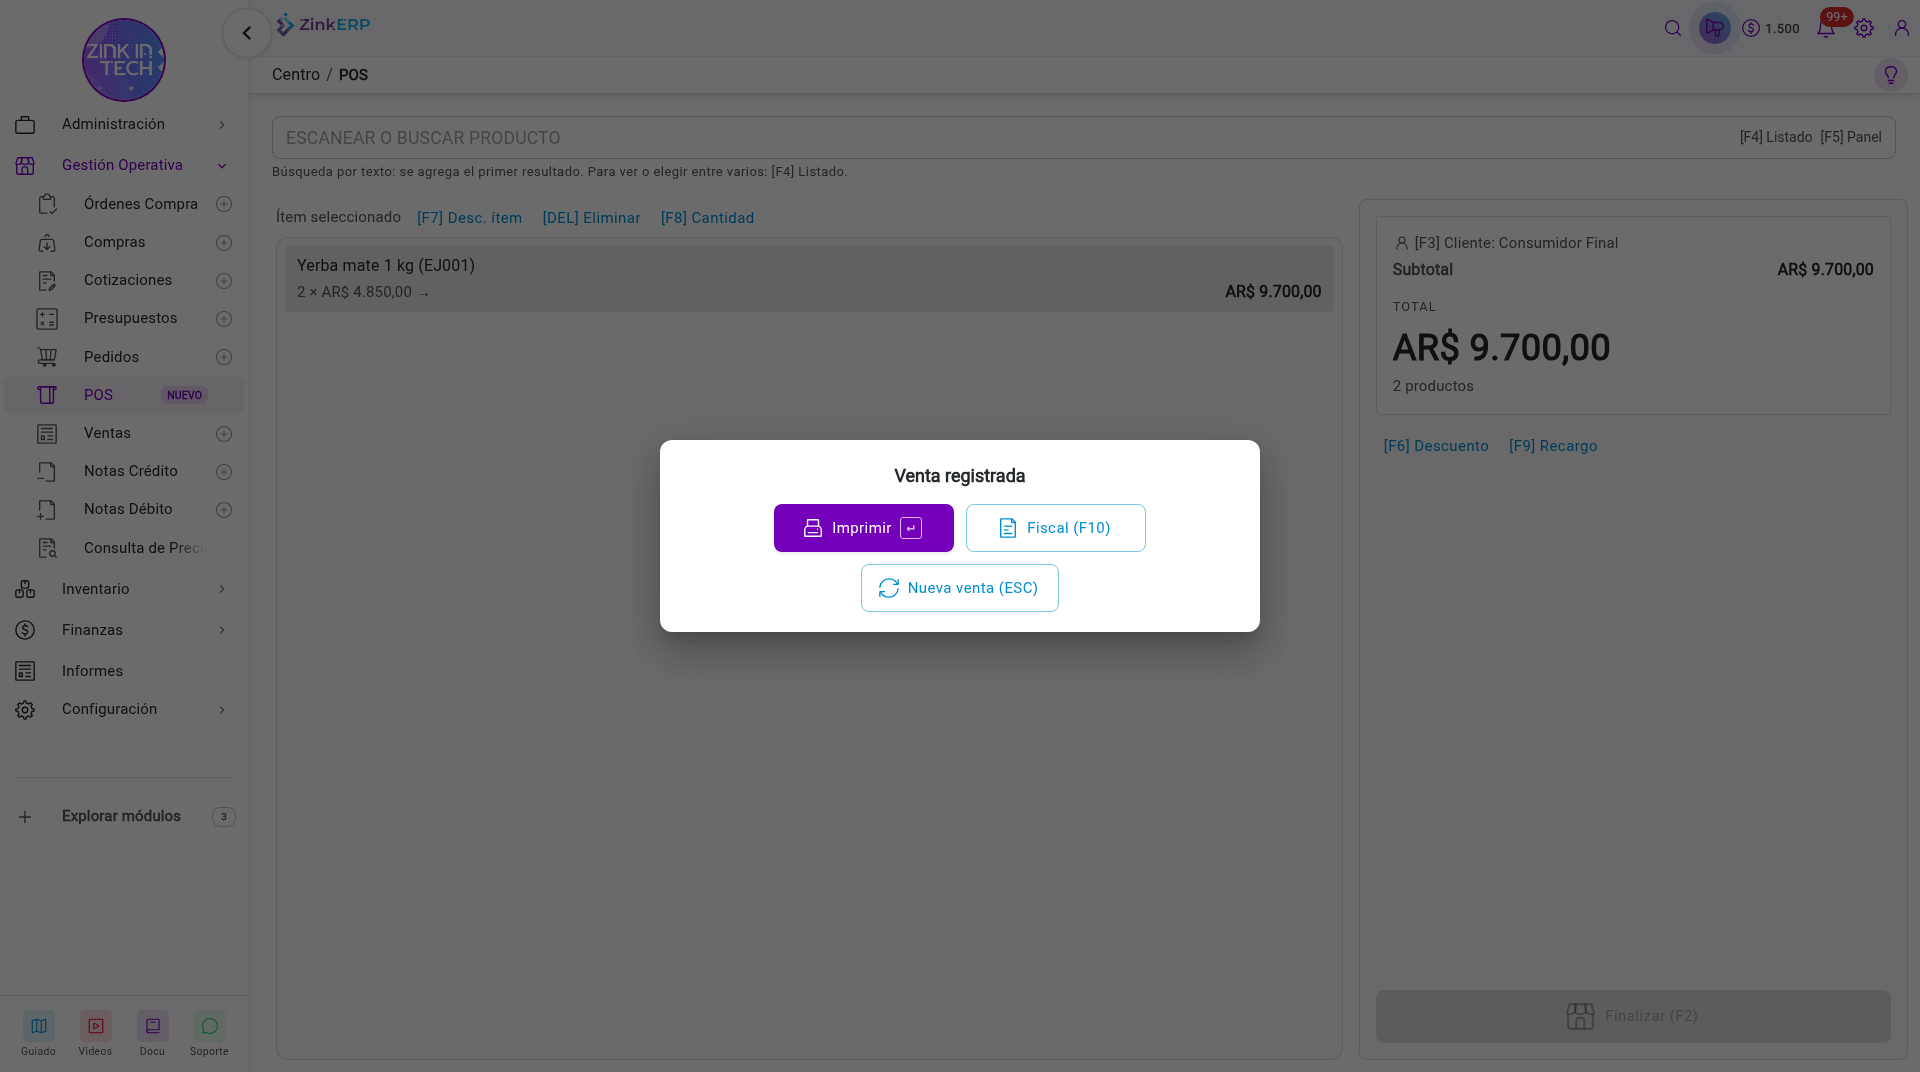 ZINK IN
TECH
ZinkERP
1.500
99+
Centro / POS
Administración
Gestión Operativa
Órdenes Compra
Compras
Cotizaciones
Presupuestos
Pedidos
POS NUEVO
Ventas
Notas Crédito
Notas Débito
Consulta de Preci
Inventario
Finanzas
Informes
Configuración
Explorar módulos 3
Guiado Videos Docu Soporte
ESCANEAR O BUSCAR PRODUCTO [F4] Listado [F5] Panel
Búsqueda por texto: se agrega el primer resultado. Para ver o elegir entre varios: [F4] Listado.
Ítem seleccionado [F7] Desc. ítem [DEL] Eliminar [F8] Cantidad
Yerba mate 1 kg (EJ001)
2 × AR$ 4.850,00 → AR$ 9.700,00
[F3] Cliente: Consumidor Final
Subtotal AR$ 9.700,00
TOTAL
AR$ 9.700,00
2 productos
[F6] Descuento [F9] Recargo
Finalizar (F2)
Venta registrada
Imprimir ↵ Fiscal (F10)
Nueva venta (ESC)